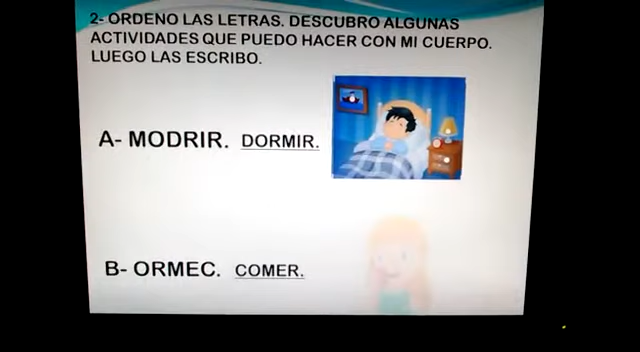 2- ORDENO LAS LETRAS. DESCUBRO ALGUNAS
ACTIVIDADES QUE PUEDO HACER CON MI CUERPO.
LUEGO LAS ESCRIBO.
A- MODRIR. DORMIR.
B- ORMEC. COMER.